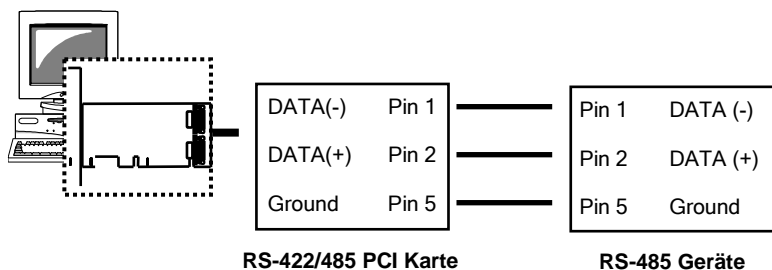 DATA(-) Pin 1
DATA(+) Pin 2
Ground Pin 5
Pin 1 DATA (-)
Pin 2 DATA (+)
Pin 5 Ground
RS-422/485 PCI Karte
RS-485 Geräte